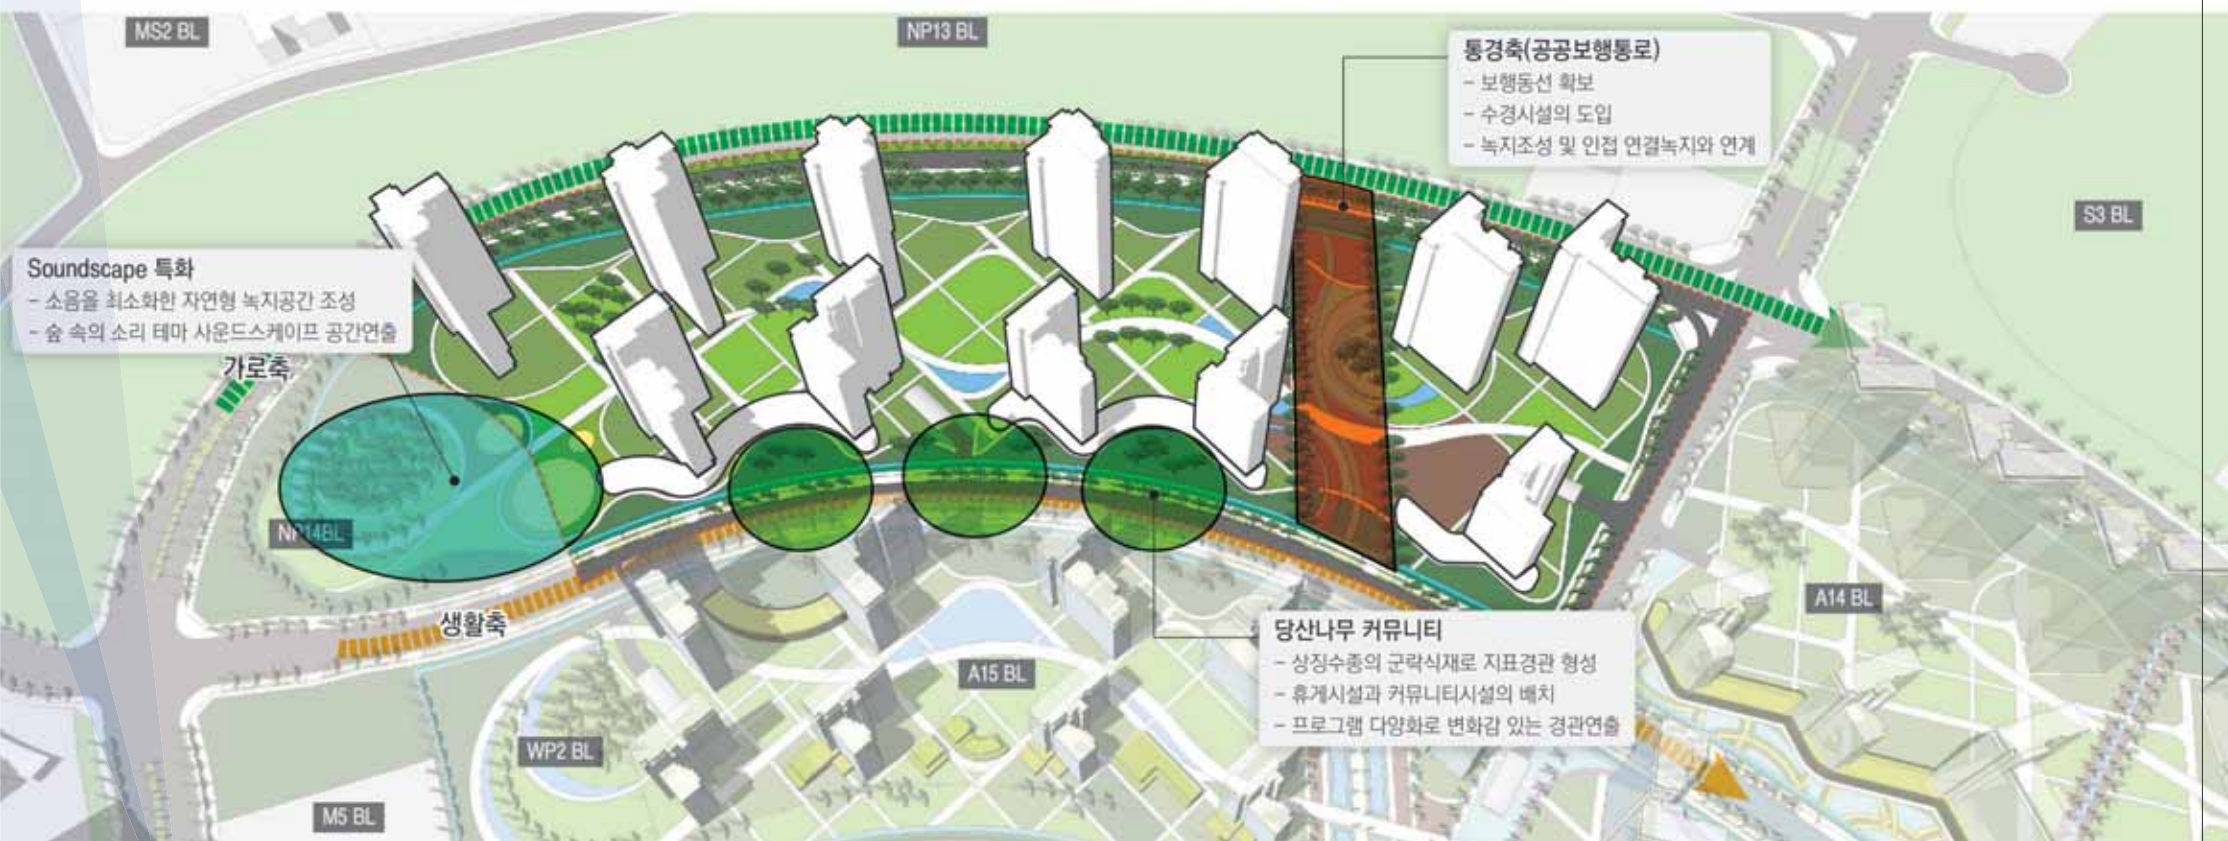 MS2 BL
NP13 BL
통경축(공공보행통로)
- 보행동선 확보
- 수경시설의 도입
- 녹지조성 및 인접 연결녹지와 연계
S3 BL
Soundscape 특화
- 소음을 최소화한 자연형 녹지공간 조성
- 숲 속의 소리 테마 사운드스케이프 공간연출
가로축
NP14BL
생활축
A14 BL
당산나무 커뮤니티
- 상징수종의 군락식재로 지표경관 형성
- 휴게시설과 커뮤니티시설의 배치
- 프로그램 다양화로 변화감 있는 경관연출
A15 BL
WP2 BL
M5 BL